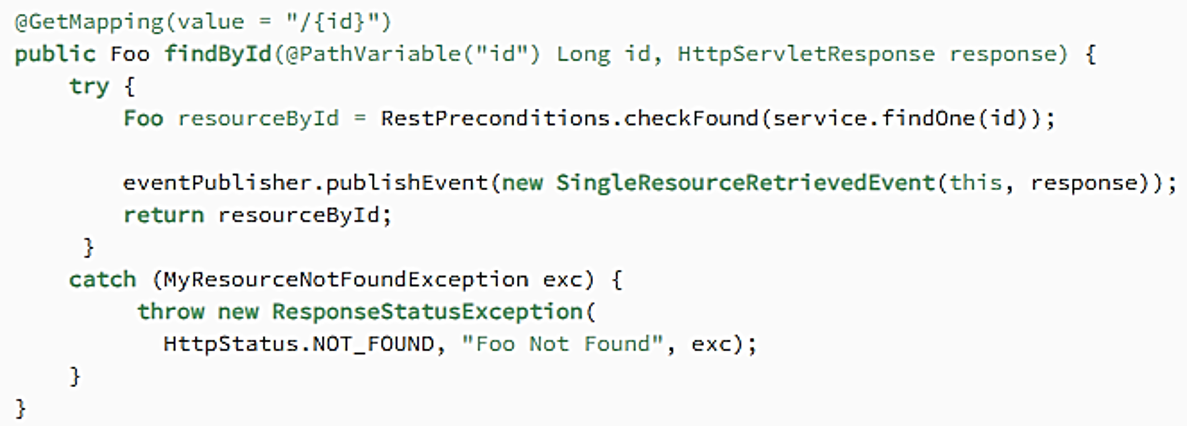 @GetMapping(value = "/{id}")
public Foo findById(@PathVariable("id") Long id, HttpServletResponse response) {
    try {
        Foo resourceById = RestPreconditions.checkFound(service.findOne(id));

        eventPublisher.publishEvent(new SingleResourceRetrievedEvent(this, response));
        return resourceById;
     }
    catch (MyResourceNotFoundException exc) {
         throw new ResponseStatusException(
           HttpStatus.NOT_FOUND, "Foo Not Found", exc);
    }
}